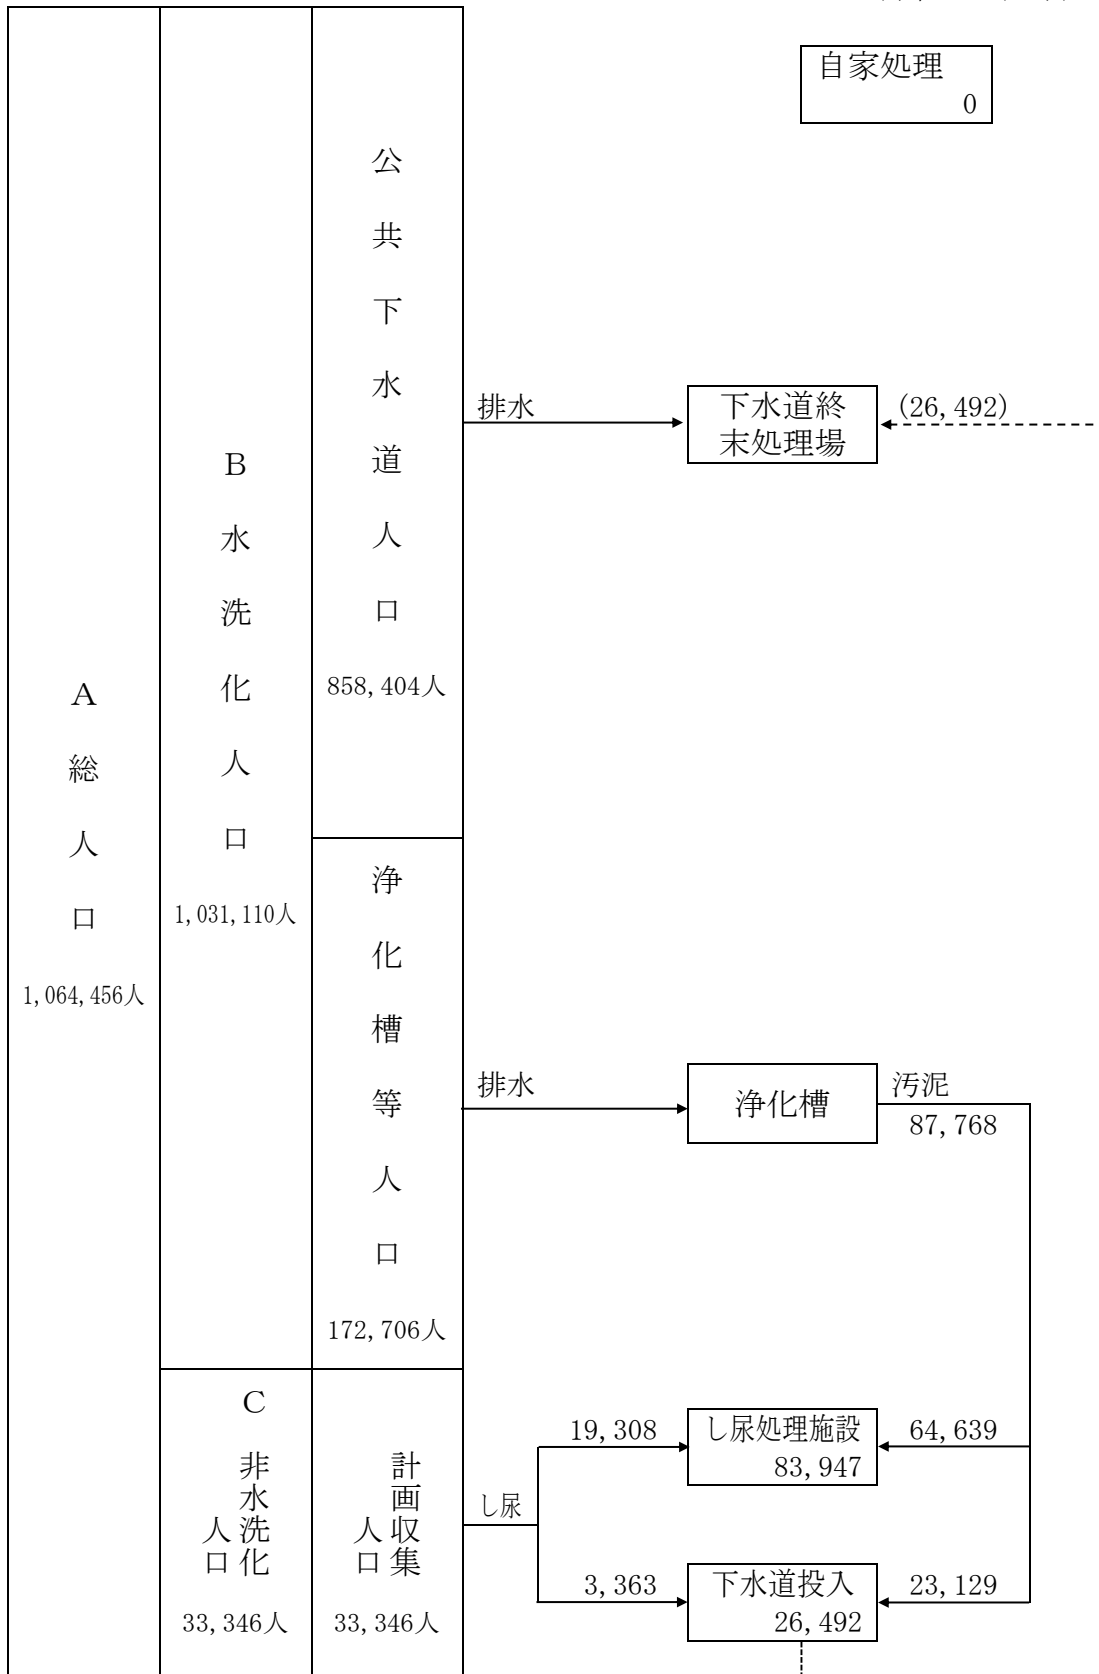 自家処理
0
A 総人口
1,064,456人
B 水洗化人口
1,031,110人
公共下水道人口
858,404人
排水
下水道終
末処理場
(26,492)
浄化槽等人口
172,706人
排水
浄化槽
汚泥
87,768
C 非水洗化
人口
33,346人
計画収集
人口
33,346人
し尿
19,308
し尿処理施設
83,947
64,639
3,363
下水道投入
26,492
23,129